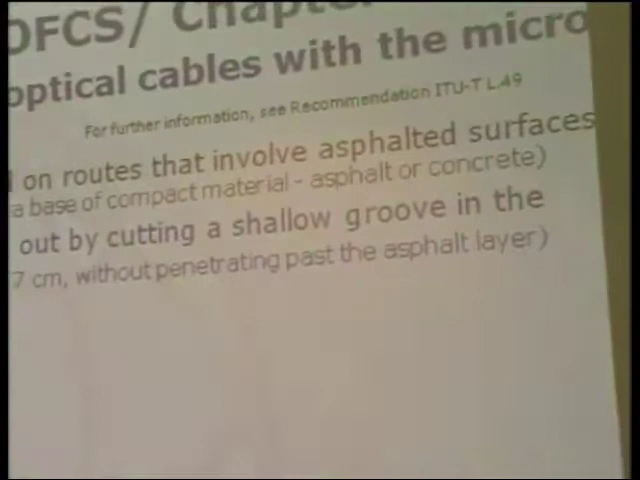 OFCS/ Chapter
optical cables with the micro
For further information, see Recommendation ITU-T L.49
on routes that involve asphalted surfaces
a base of compact material - asphalt or concrete)
out by cutting a shallow groove in the
7 cm, without penetrating past the asphalt layer)